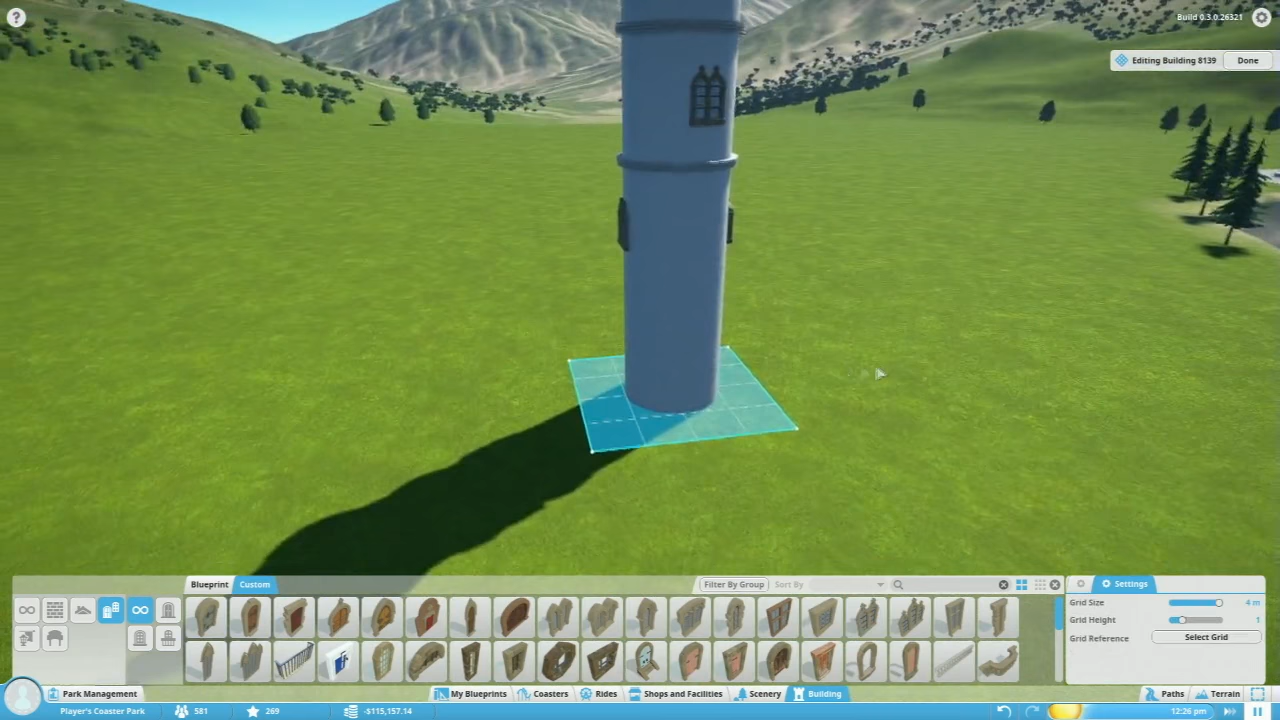 ?
Build 0.3.0.26321
Editing Building 8139
Done
Blueprint
Custom
Filter By Group
Sort By
Settings
Grid Size
4 m
Grid Height
1
Grid Reference
Select Grid
Park Management
My Blueprints
Coasters
Rides
Shops and Facilities
Scenery
Building
Paths
Terrain
Player's Coaster Park
581
269
-$115,157.14
12:26 pm